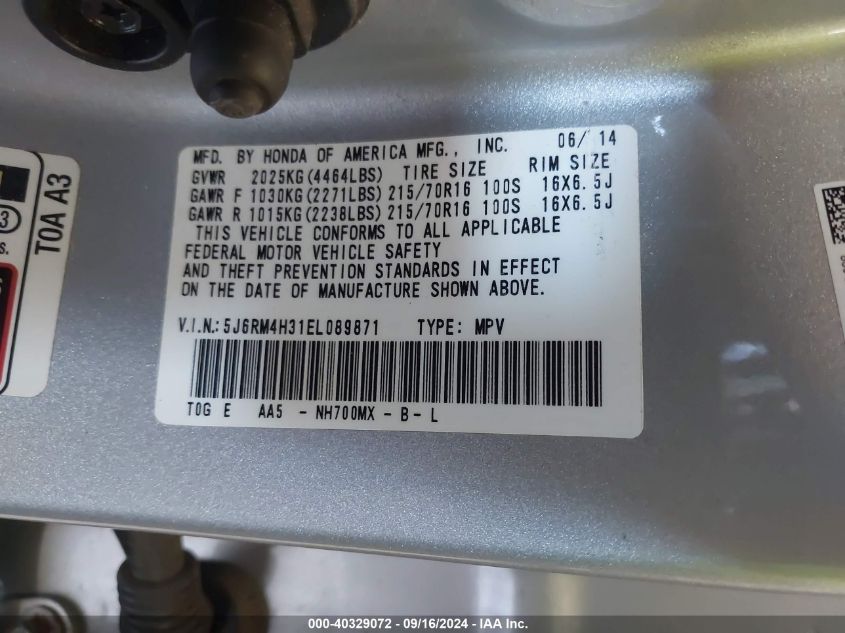 MFD. BY HONDA OF AMERICA MFG., INC. 06/ 14
GVWR 2025KG(4464LBS) TIRE SIZE RIM SIZE
GAWR F 1030KG(2271LBS) 215/70R16 100S 16X6.5J
GAWR R 1015KG(2238LBS) 215/70R16 100S 16X6.5J
THIS VEHICLE CONFORMS TO ALL APPLICABLE
FEDERAL MOTOR VEHICLE SAFETY
AND THEFT PREVENTION STANDARDS IN EFFECT
ON THE DATE OF MANUFACTURE SHOWN ABOVE.
V.I.N.: 5J6RM4H31EL089871 TYPE: MPV
T0G E AA5 - NH700MX - B - L
T0A A3
3
S.
000-40329072 - 09/16/2024 - IAA Inc.